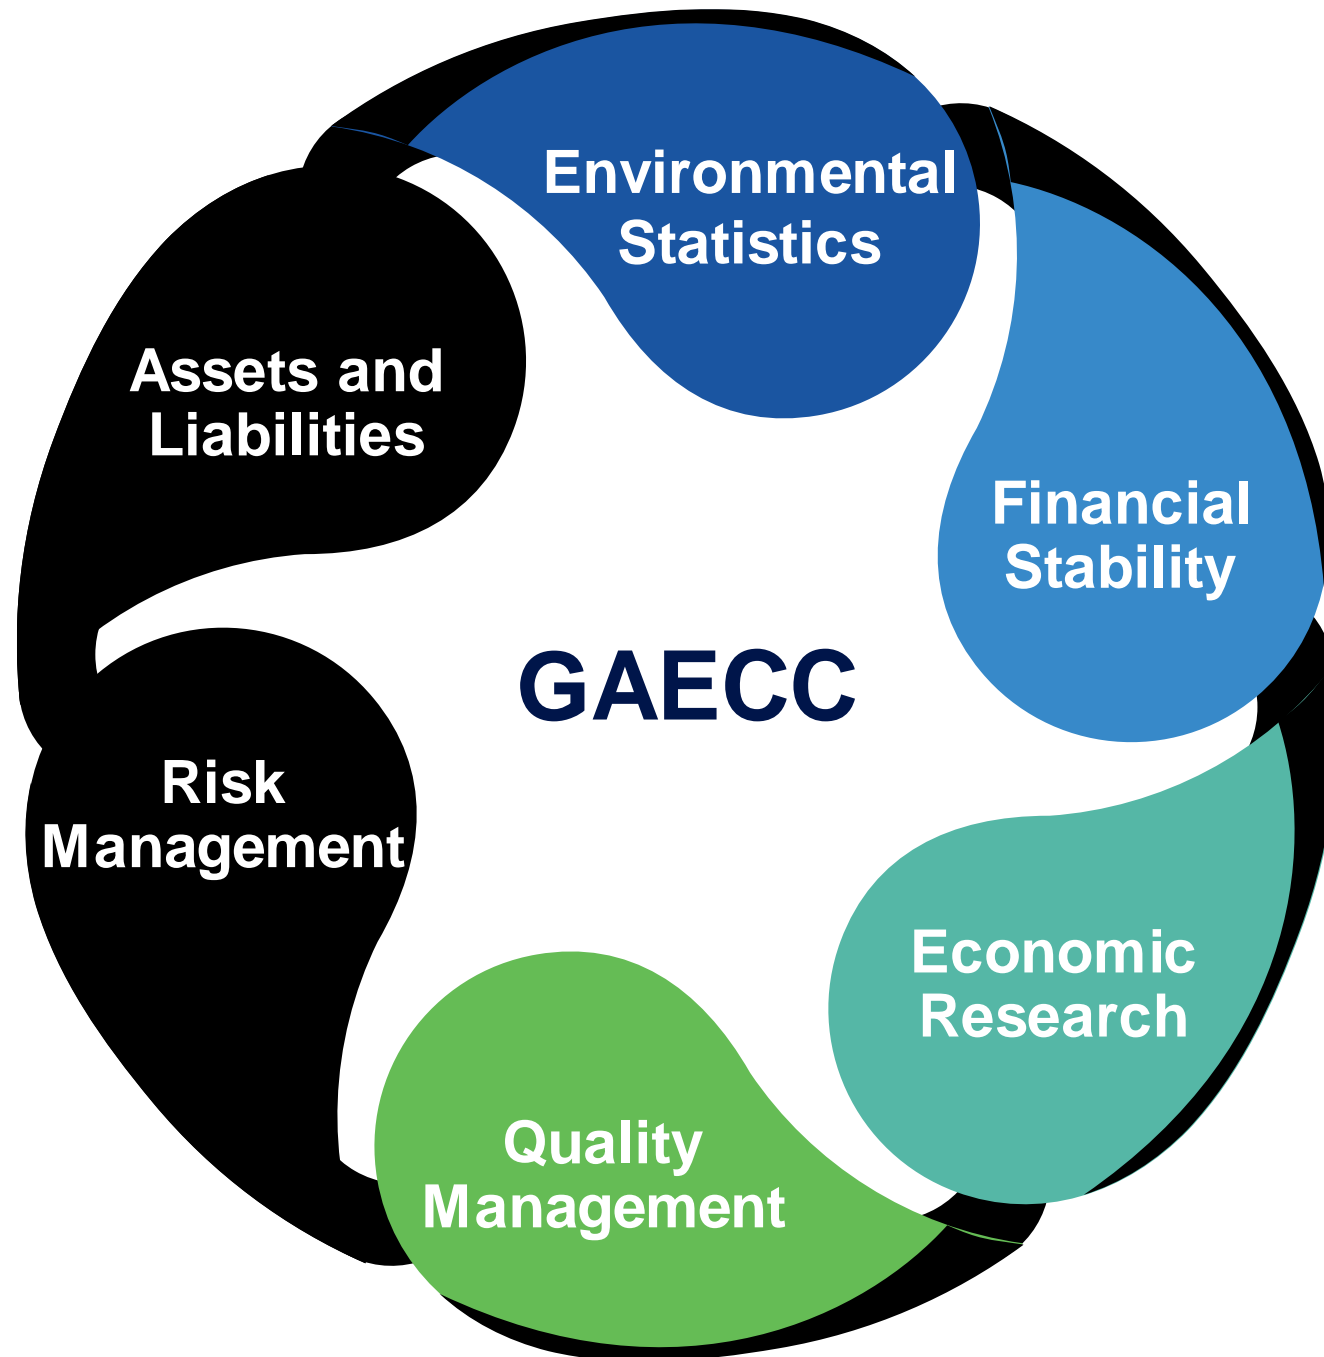 Environmental
Statistics
Assets and
Liabilities
Financial
Stability
GAECC
Risk
Management
Economic
Research
Quality
Management